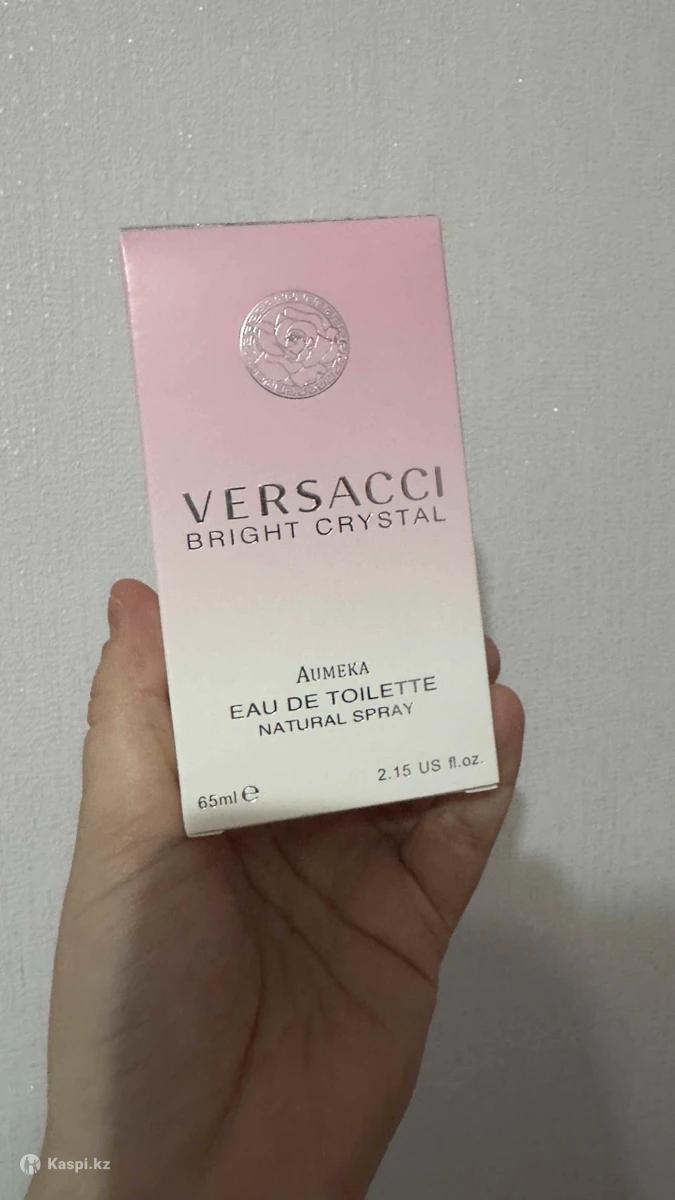 VERSACCI
BRIGHT CRYSTAL
AUMEKA
EAU DE TOILETTE
NATURAL SPRAY
65ml e
2.15 US fl.oz.
Kaspi.kz